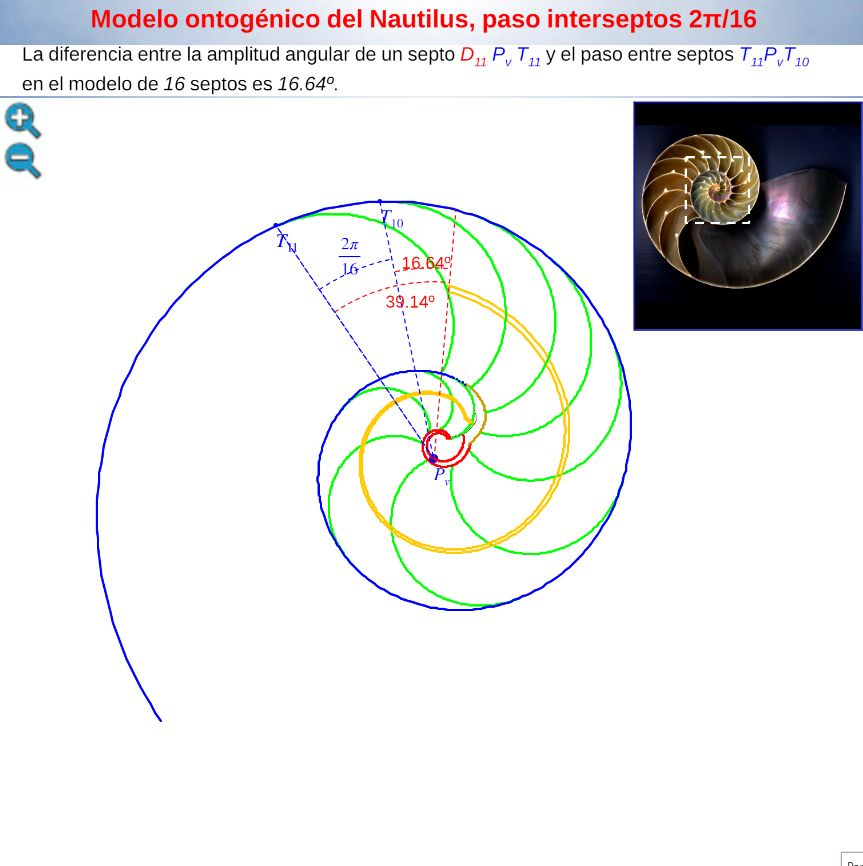 Modelo ontogénico del Nautilus, paso interseptos 2π/16
La diferencia entre la amplitud angular de un septo D11 Pv T11 y el paso entre septos T11PvT10
en el modelo de 16 septos es 16.64º.
T10
T11
2π
16
16.64º
39.14º
Pv